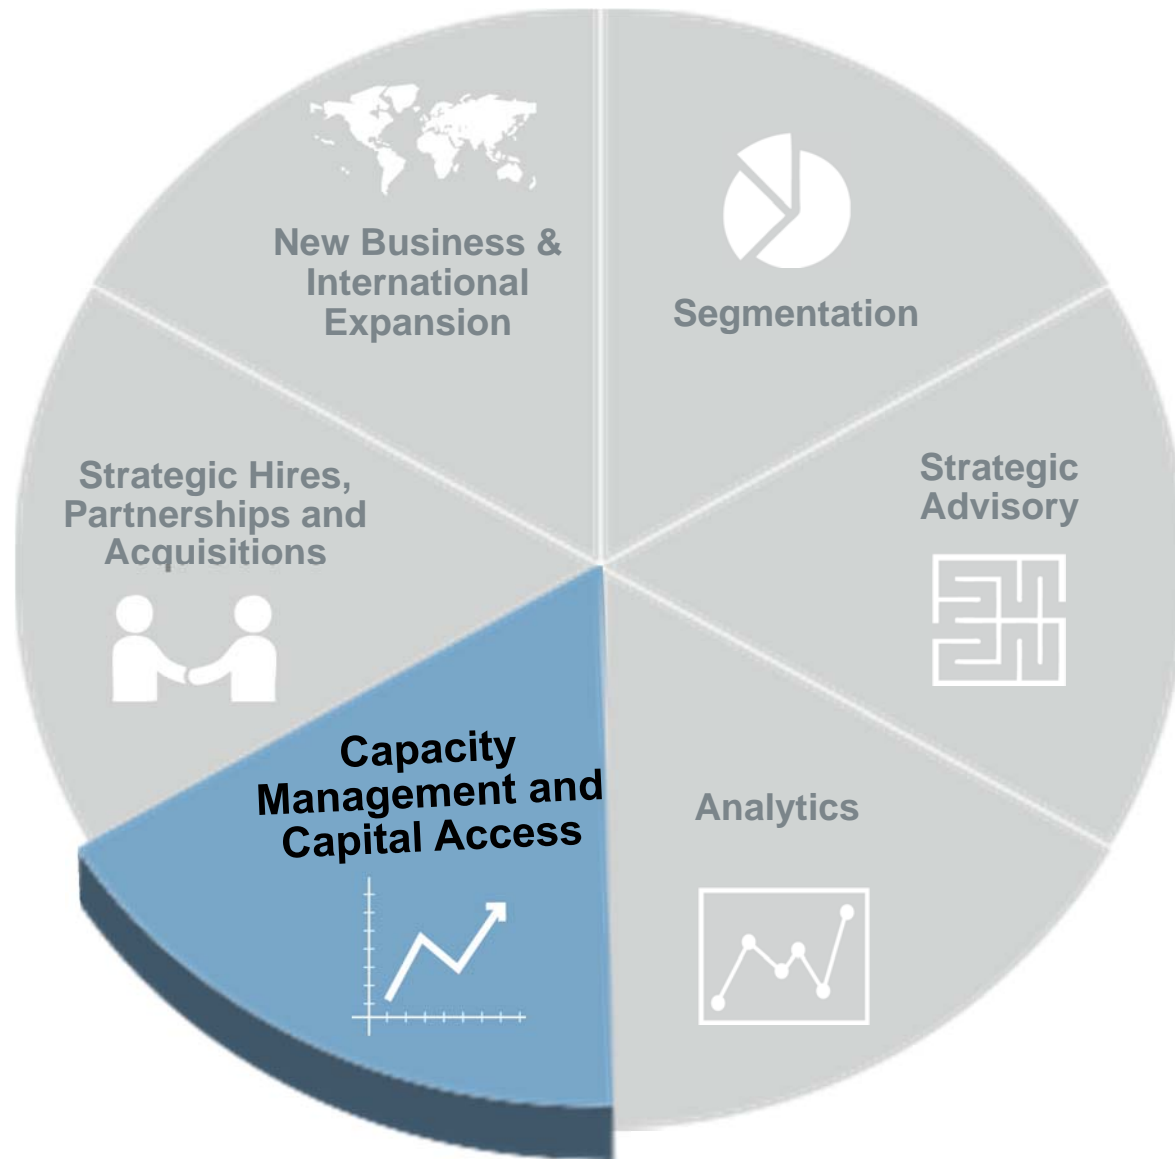 New Business &
International
Expansion
Segmentation
Strategic Hires,
Partnerships and
Acquisitions
Strategic
Advisory
Capacity
Management and
Capital Access
Analytics